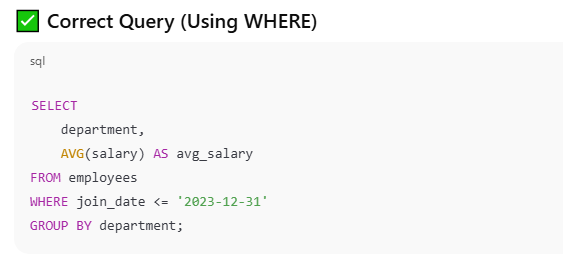 ✅ Correct Query (Using WHERE)
sql
SELECT
    department,
    AVG(salary) AS avg_salary
FROM employees
WHERE join_date <= '2023-12-31'
GROUP BY department;